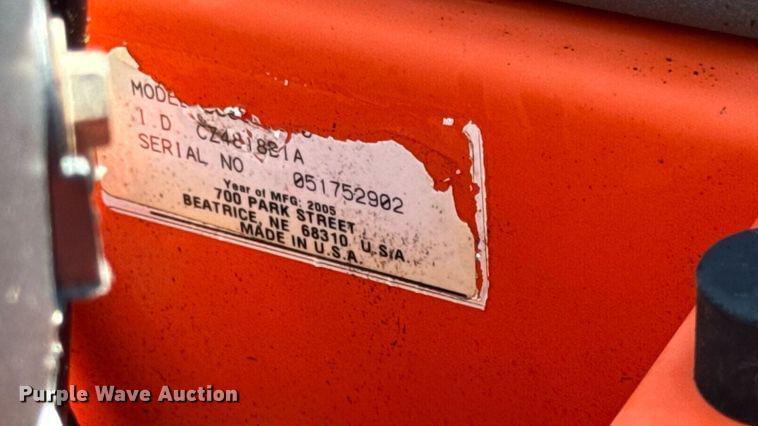 MODEL
I D CZ4818B1A
SERIAL NO 051752902
Year of MFG: 2005
700 PARK STREET
BEATRICE, NE 68310 U.S.A.
MADE IN U.S.A.
Purple Wave Auction